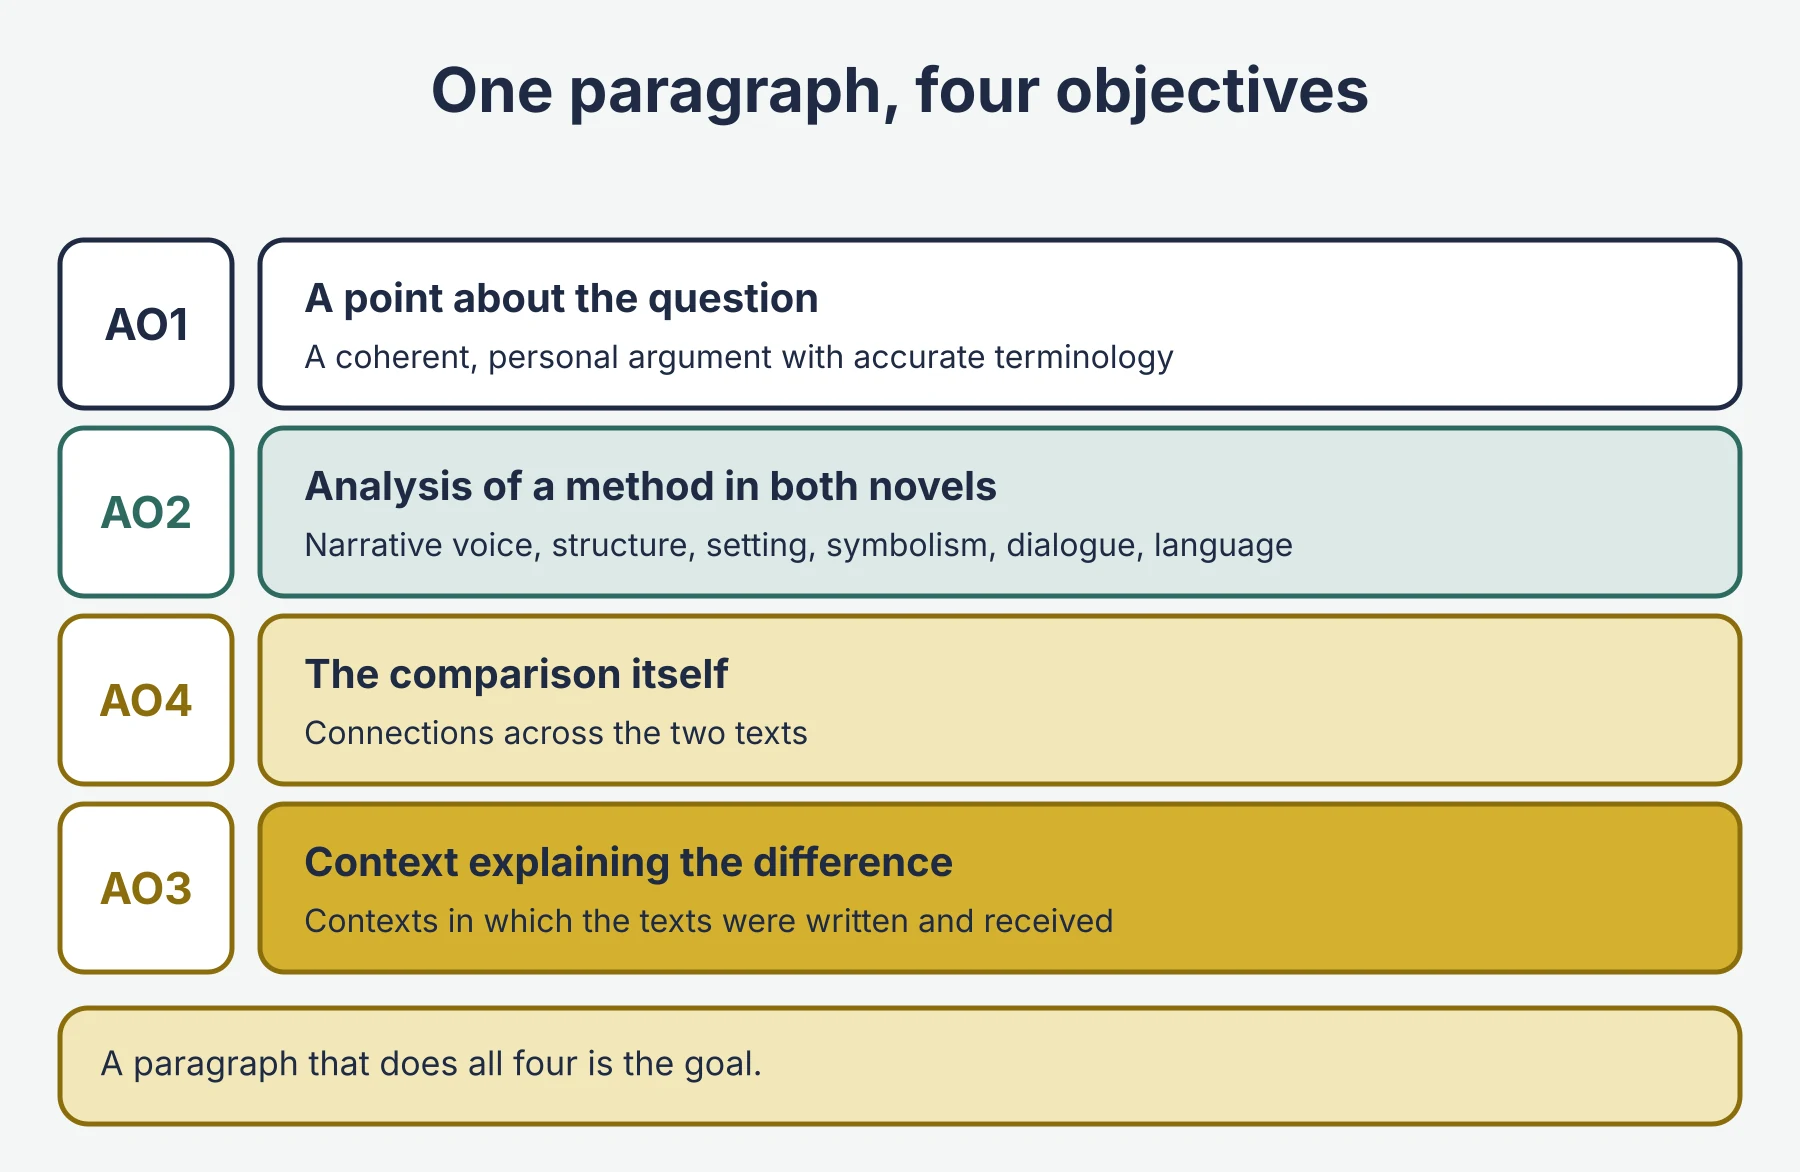 One paragraph, four objectives
AO1
A point about the question
A coherent, personal argument with accurate terminology
AO2
Analysis of a method in both novels
Narrative voice, structure, setting, symbolism, dialogue, language
AO4
The comparison itself
Connections across the two texts
AO3
Context explaining the difference
Contexts in which the texts were written and received
A paragraph that does all four is the goal.